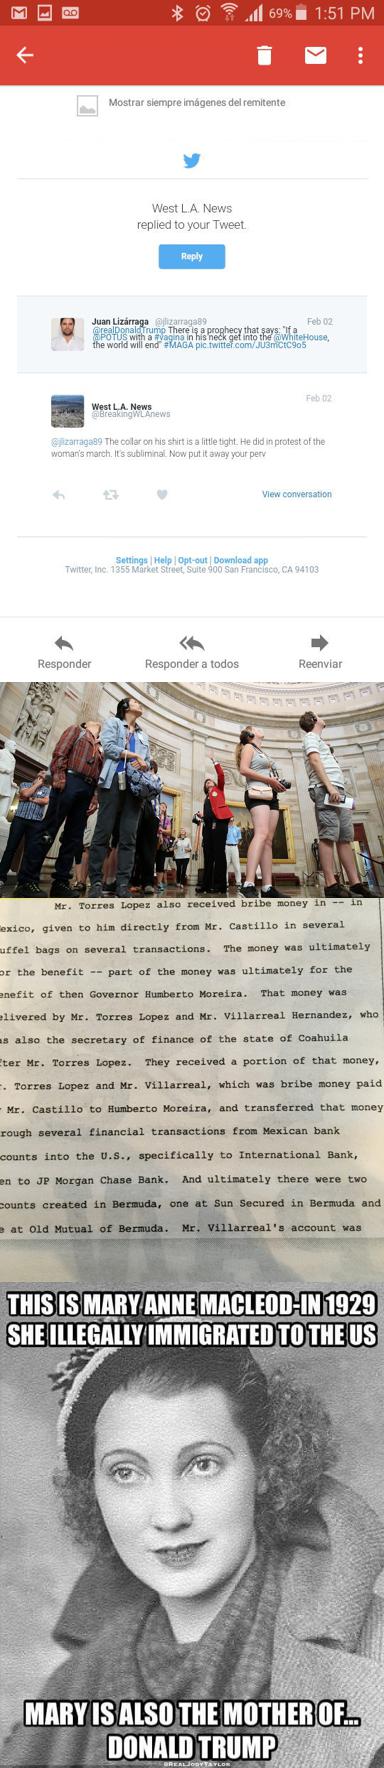 69% 1:51 PM
Mostrar siempre imágenes del remitente
West L.A. News
replied to your Tweet.
Reply
Juan Lizárraga @jlizarraga89 Feb 02
@realDonaldTrump There is a prophecy that says: "If a
@POTUS with a #vagina in his neck get into the @WhiteHouse,
the world will end" #MAGA pic.twitter.com/JU3mCtC9o5
Feb 02
West L.A. News
@BreakingWLAnews
@jlizarraga89 The collar on his shirt is a little tight. He did in protest of the
woman's march. It's subliminal. Now put it away your perv
View conversation
Settings | Help | Opt-out | Download app
Twitter, Inc. 1355 Market Street, Suite 900 San Francisco, CA 94103
Responder Responder a todos Reenviar
Mr. Torres Lopez also received bribe money in -- in
exico, given to him directly from Mr. Castillo in several
uffel bags on several transactions. The money was ultimately
or the benefit -- part of the money was ultimately for the
enefit of then Governor Humberto Moreira. That money was
elivered by Mr. Torres Lopez and Mr. Villarreal Hernandez, who
as also the secretary of finance of the state of Coahuila
fter Mr. Torres Lopez. They received a portion of that money,
r. Torres Lopez and Mr. Villarreal, which was bribe money paid
y Mr. Castillo to Humberto Moreira, and transferred that money
rough several financial transactions from Mexican bank
counts into the U.S., specifically to International Bank,
en to JP Morgan Chase Bank. And ultimately there were two
counts created in Bermuda, one at Sun Secured in Bermuda and
e at Old Mutual of Bermuda. Mr. Villarreal's account was
THIS IS MARY ANNE MACLEOD-IN 1929
SHE ILLEGALLY IMMIGRATED TO THE US
MARY IS ALSO THE MOTHER OF...
DONALD TRUMP
@REALJODYTAYLOR